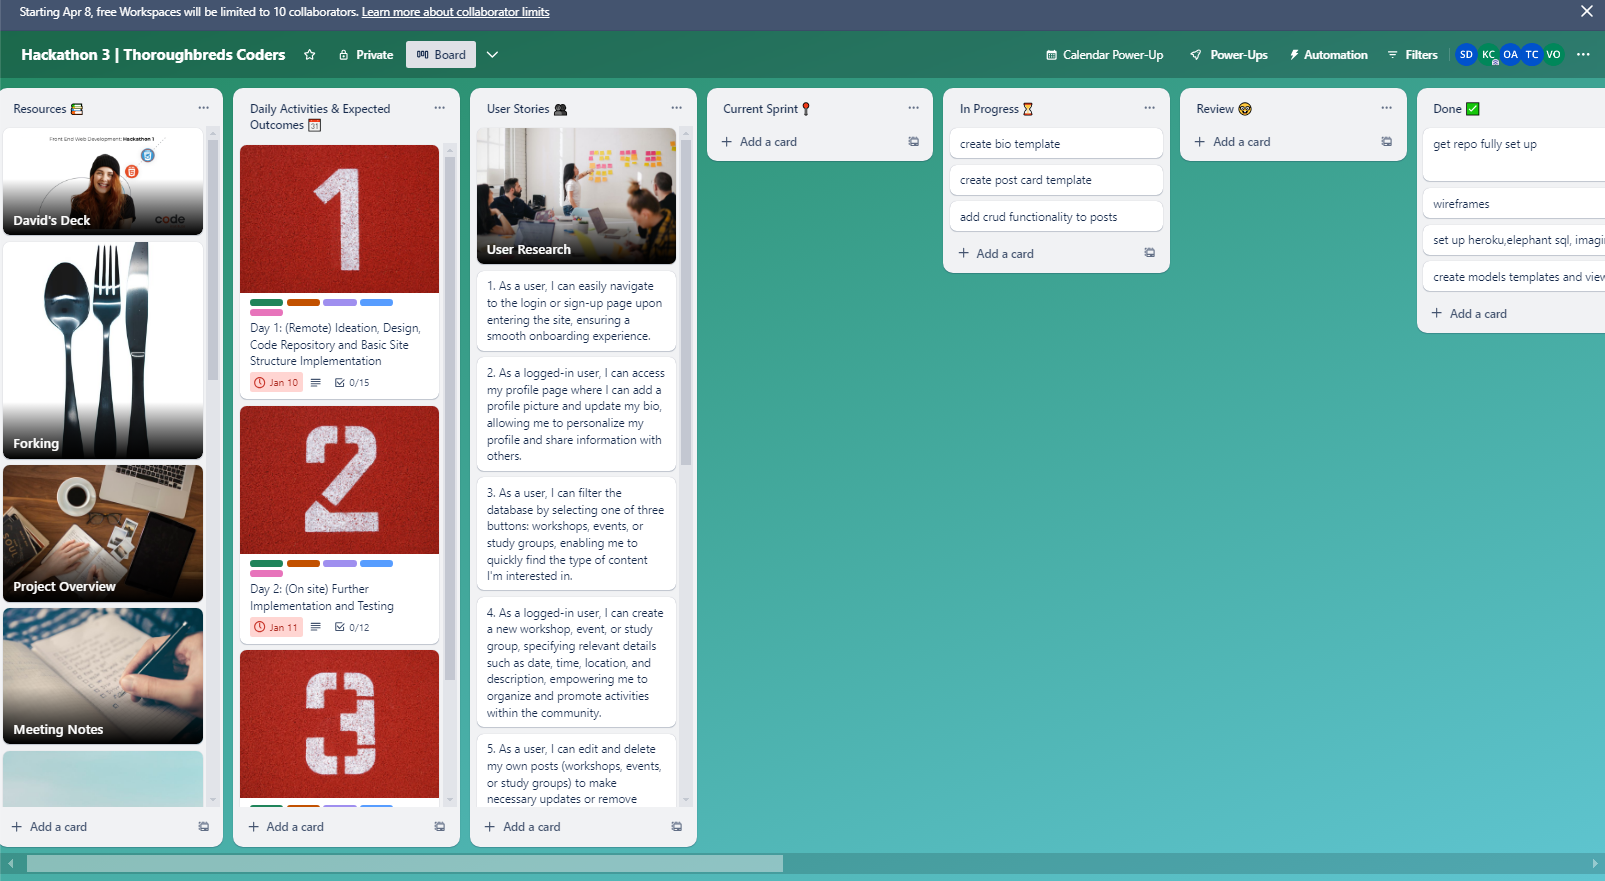 Starting Apr 8, free Workspaces will be limited to 10 collaborators. Learn more about collaborator limits
Hackathon 3 | Thoroughbreds Coders
Private
Board
Calendar Power-Up
Power-Ups
Automation
Filters
SD
KC
OA
TC
VO
Resources
Front End Web Development: Hackathon 1
code
David's Deck
Forking
SOUL
Project Overview
Meeting Notes
Add a card
Daily Activities & Expected
Outcomes
1
Day 1: (Remote) Ideation, Design,
Code Repository and Basic Site
Structure Implementation
Jan 10
0/15
2
Day 2: (On site) Further
Implementation and Testing
Jan 11
0/12
3
Add a card
User Stories
User Research
1. As a user, I can easily navigate
to the login or sign-up page upon
entering the site, ensuring a
smooth onboarding experience.
2. As a logged-in user, I can access
my profile page where I can add a
profile picture and update my bio,
allowing me to personalize my
profile and share information with
others.
3. As a user, I can filter the
database by selecting one of three
buttons: workshops, events, or
study groups, enabling me to
quickly find the type of content
I'm interested in.
4. As a logged-in user, I can create
a new workshop, event, or study
group, specifying relevant details
such as date, time, location, and
description, empowering me to
organize and promote activities
within the community.
5. As a user, I can edit and delete
my own posts (workshops, events,
or study groups) to make
necessary updates or remove
Add a card
Current Sprint
Add a card
In Progress
create bio template
create post card template
add crud functionality to posts
Add a card
Review
Add a card
Done
get repo fully set up
wireframes
set up heroku,elephant sql, imagi
create models templates and view
Add a card